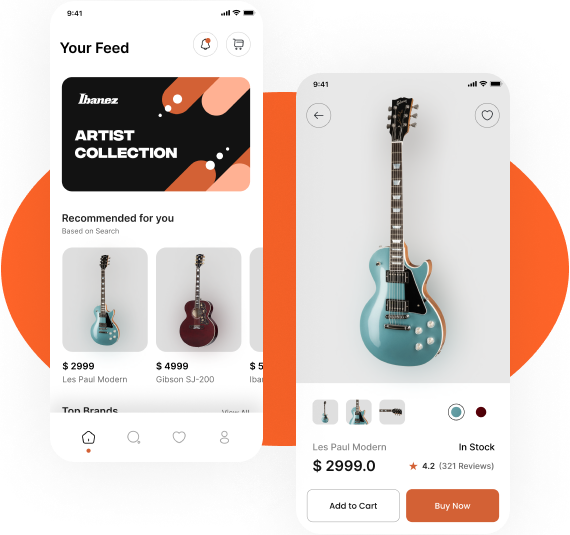 9:41
Your Feed
Ibanez
ARTIST
COLLECTION
Recommended for you
Based on Search
$ 2999
Les Paul Modern
$ 4999
Gibson SJ-200
$ 5
Iba
Top Brands
View All
9:41
Les Paul Modern
In Stock
$ 2999.0
4.2 (321 Reviews)
Add to Cart
Buy Now